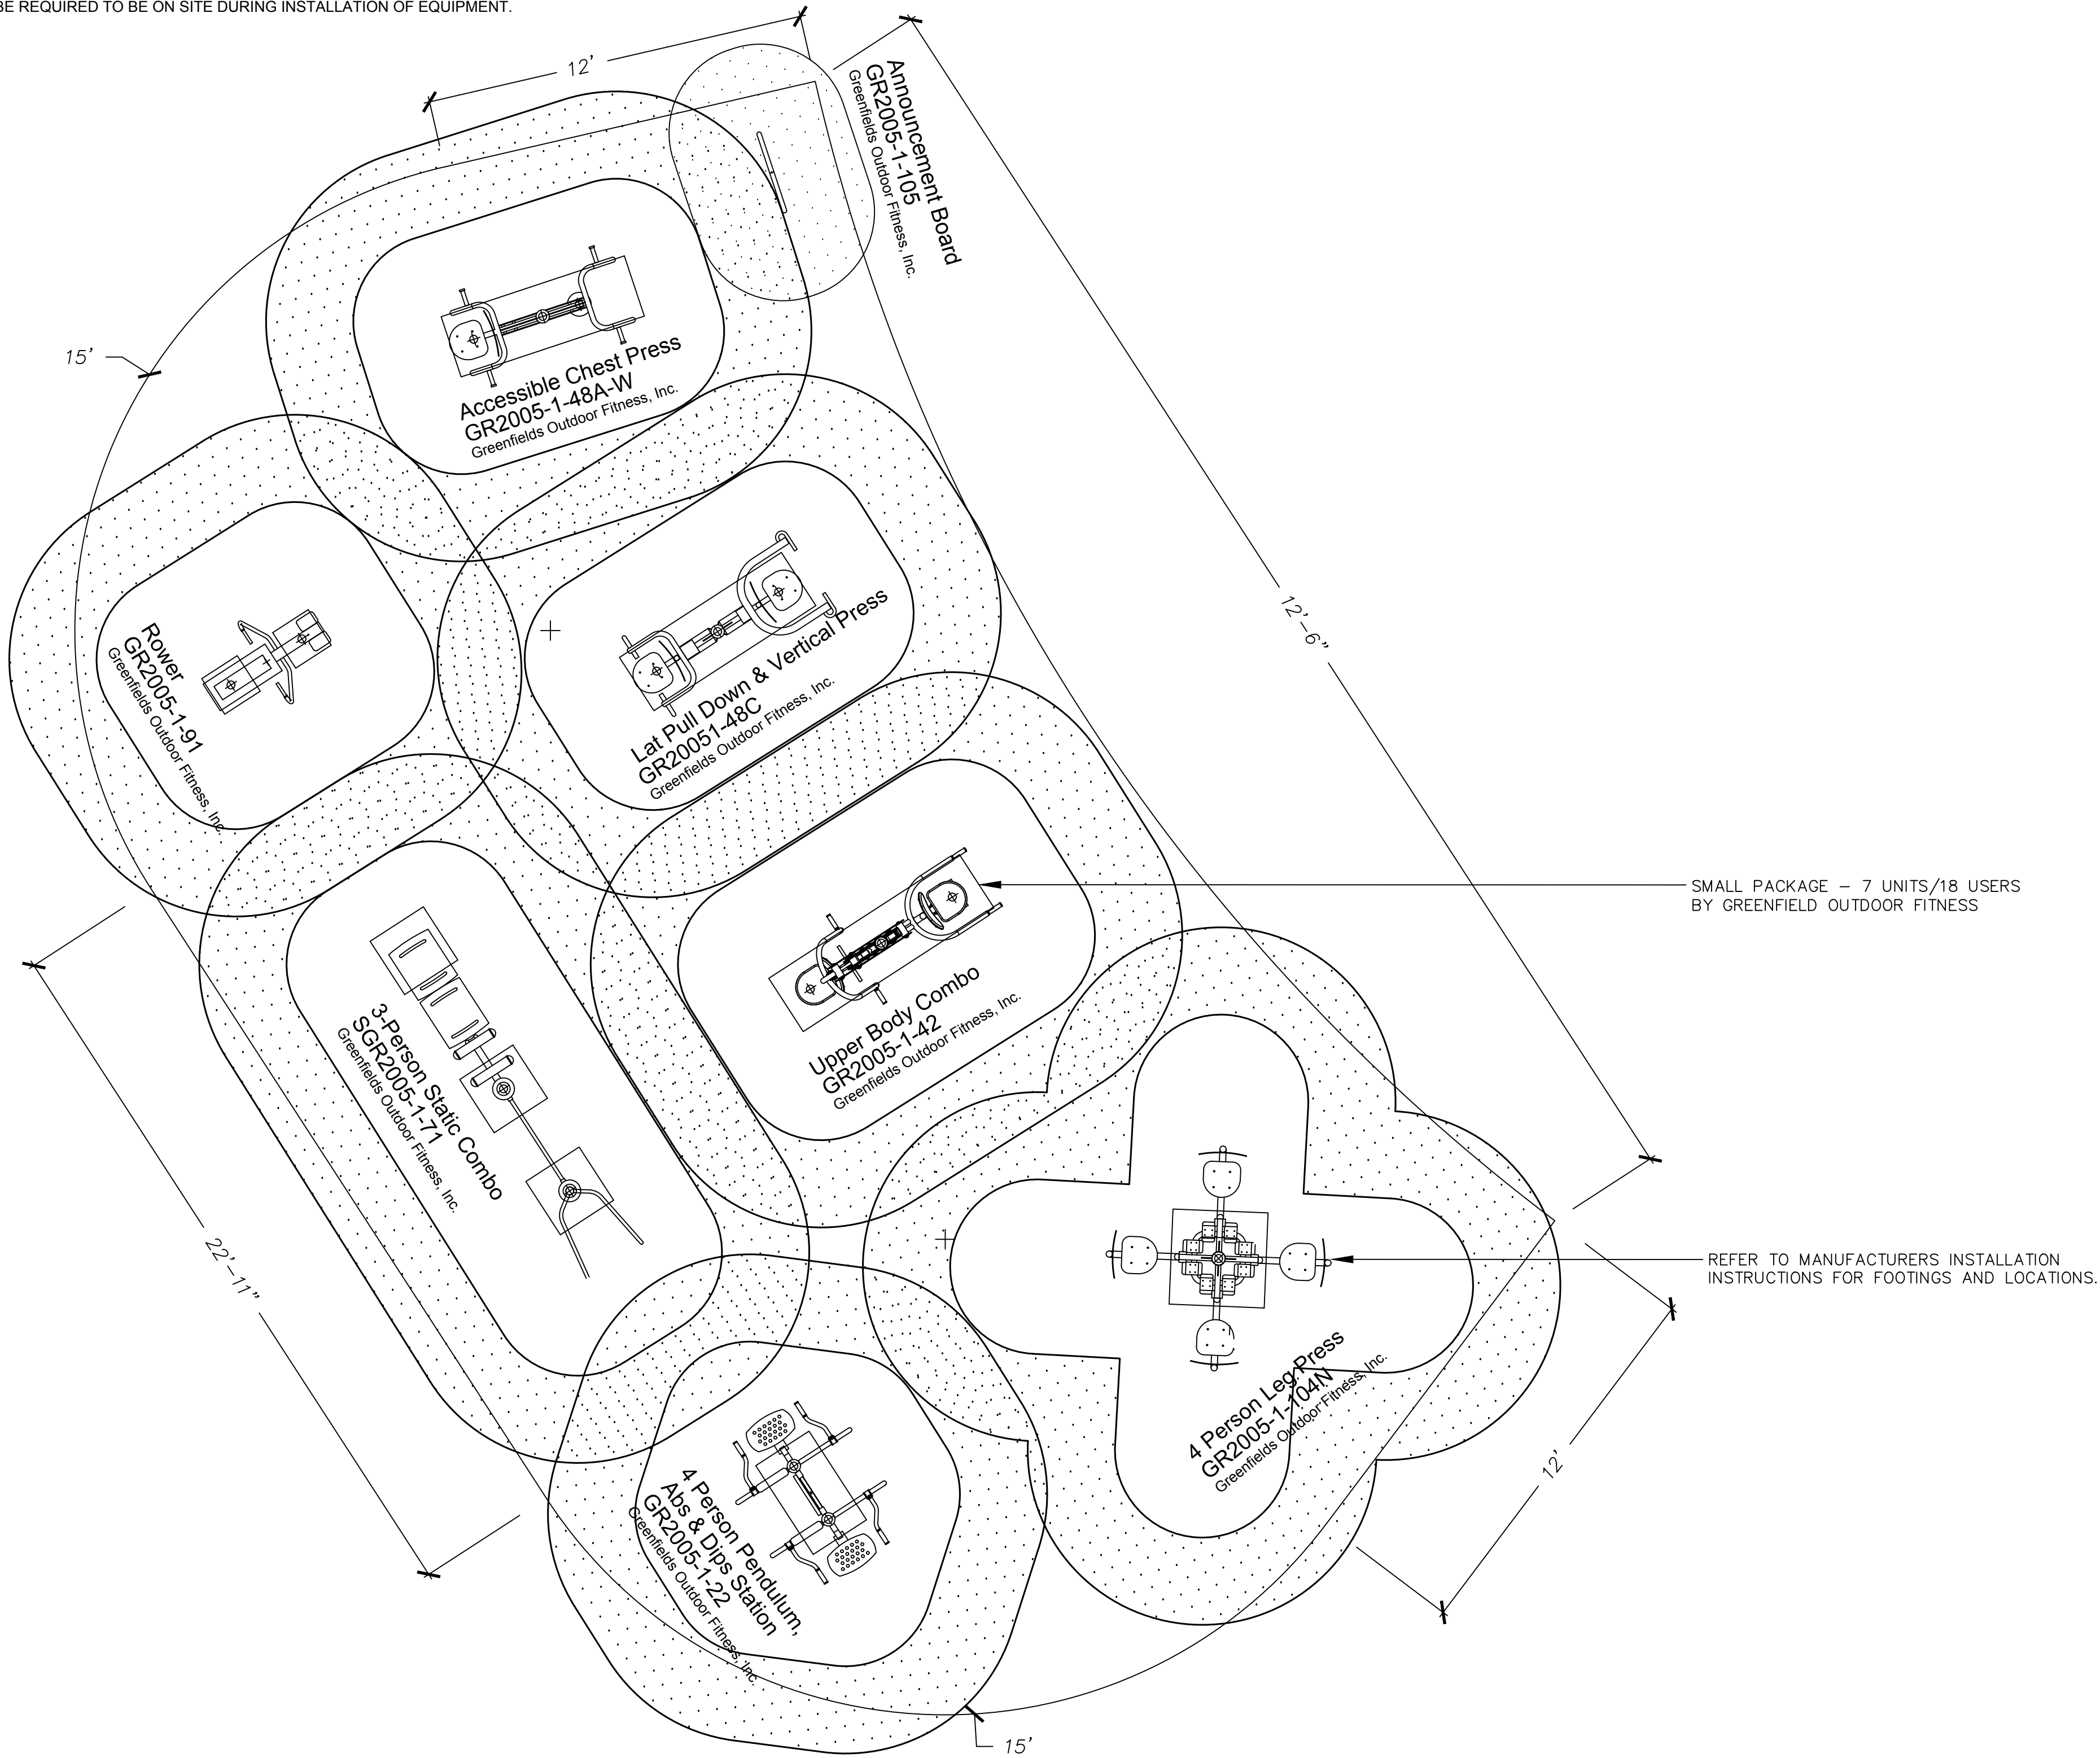 BE REQUIRED TO BE ON SITE DURING INSTALLATION OF EQUIPMENT.
12'
Announcement Board
GR2005-1-105
Greenfields Outdoor Fitness, Inc.
15'
Accessible Chest Press
GR2005-1-48A-W
Greenfields Outdoor Fitness, Inc.
12'-6"
Rower
GR2005-1-91
Greenfields Outdoor Fitness, Inc.
Lat Pull Down & Vertical Press
GR20051-48C
Greenfields Outdoor Fitness, Inc.
SMALL PACKAGE – 7 UNITS/18 USERS
BY GREENFIELD OUTDOOR FITNESS
3-Person Static Combo
SGR2005-1-71
Greenfields Outdoor Fitness, Inc.
Upper Body Combo
GR2005-1-42
Greenfields Outdoor Fitness, Inc.
22'-11"
REFER TO MANUFACTURERS INSTALLATION
INSTRUCTIONS FOR FOOTINGS AND LOCATIONS.
4 Person Leg Press
GR2005-1-104N
Greenfields Outdoor Fitness, Inc.
12'
4 Person Pendulum,
Abs & Dips Station
GR2005-1-22
Greenfields Outdoor Fitness, Inc.
15'